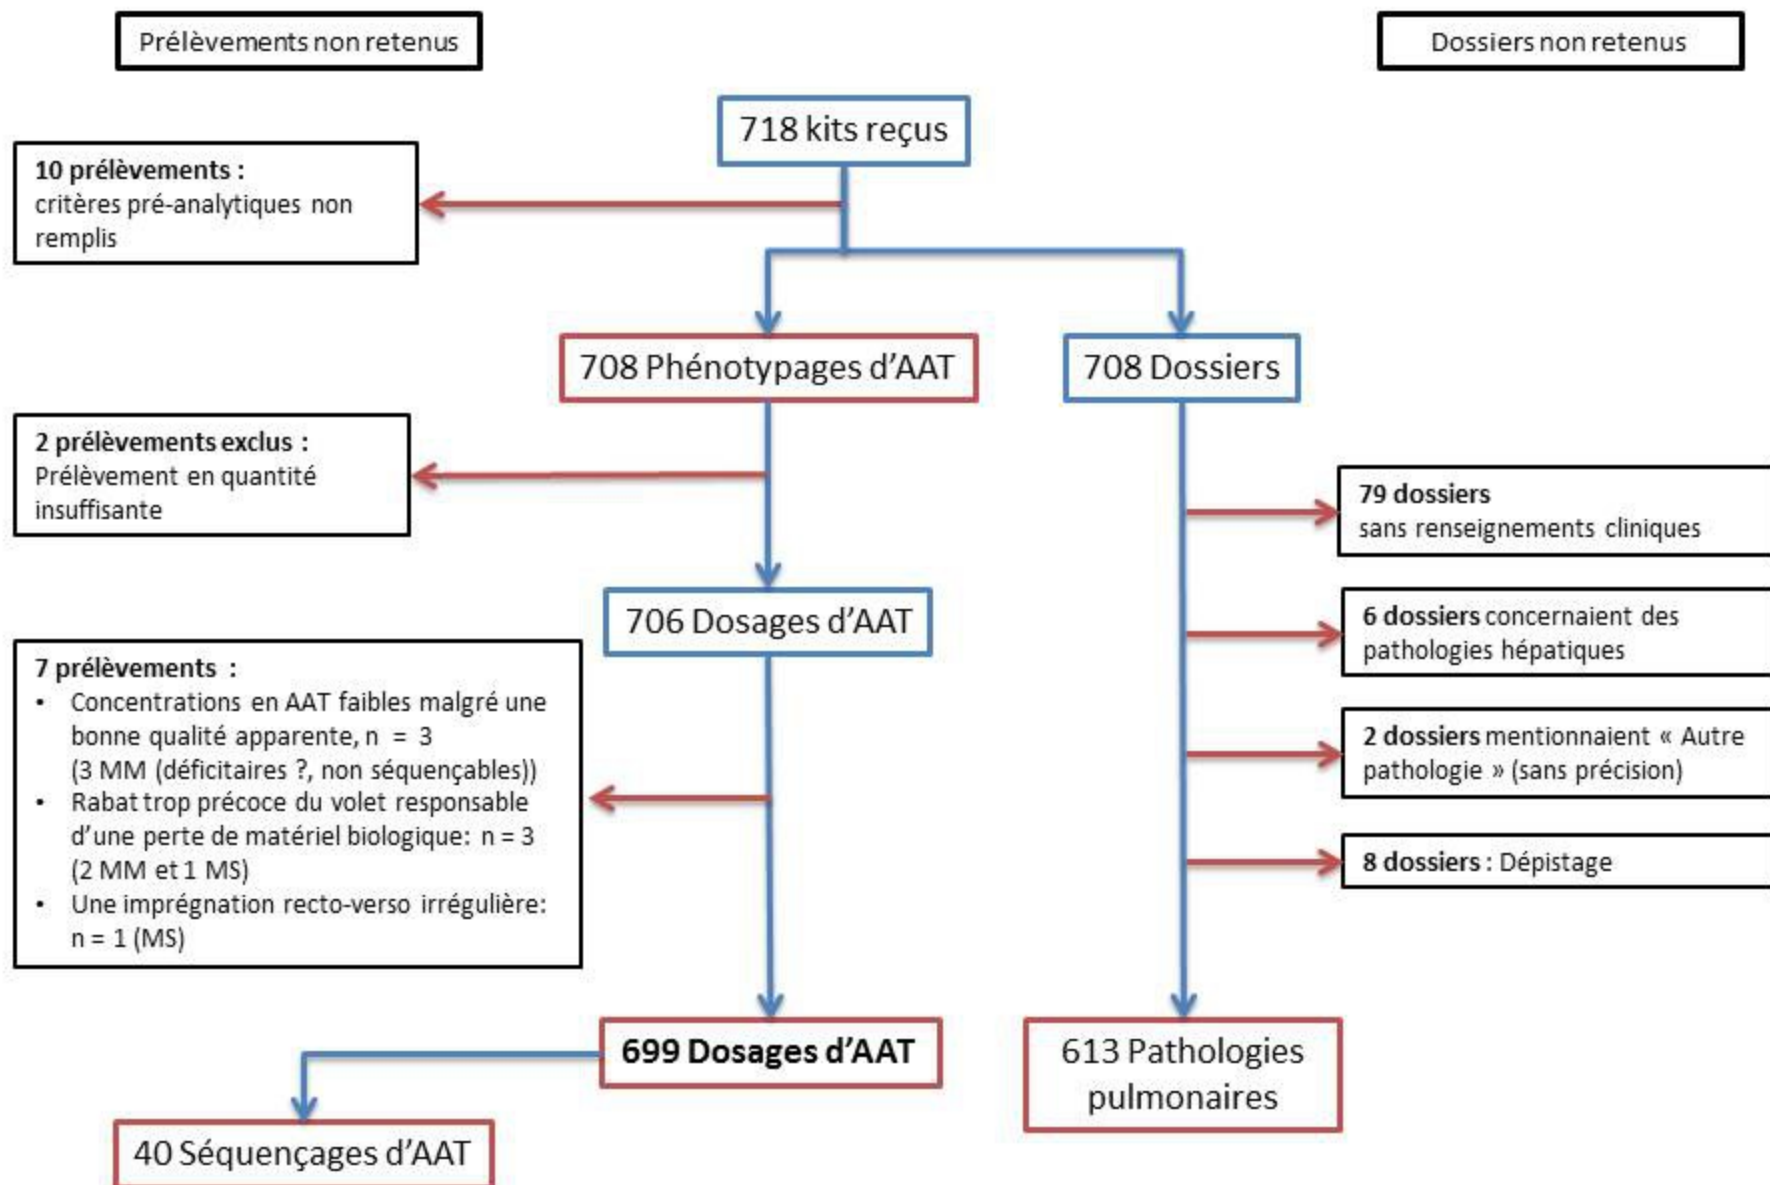 Prélèvements non retenus
Dossiers non retenus
718 kits reçus
10 prélèvements :
critères pré-analytiques non
remplis
708 Phénotypages d'AAT
708 Dossiers
2 prélèvements exclus :
Prélèvement en quantité
insuffisante
79 dossiers
sans renseignements cliniques
706 Dosages d'AAT
6 dossiers concernaient des
pathologies hépatiques
7 prélèvements :
• Concentrations en AAT faibles malgré une
bonne qualité apparente, n = 3
(3 MM (déficitaires ?, non séquençables))
• Rabat trop précoce du volet responsable
d'une perte de matériel biologique: n = 3
(2 MM et 1 MS)
• Une imprégnation recto-verso irrégulière:
n = 1 (MS)
2 dossiers mentionnaient « Autre
pathologie » (sans précision)
8 dossiers : Dépistage
699 Dosages d'AAT
613 Pathologies
pulmonaires
40 Séquençages d'AAT